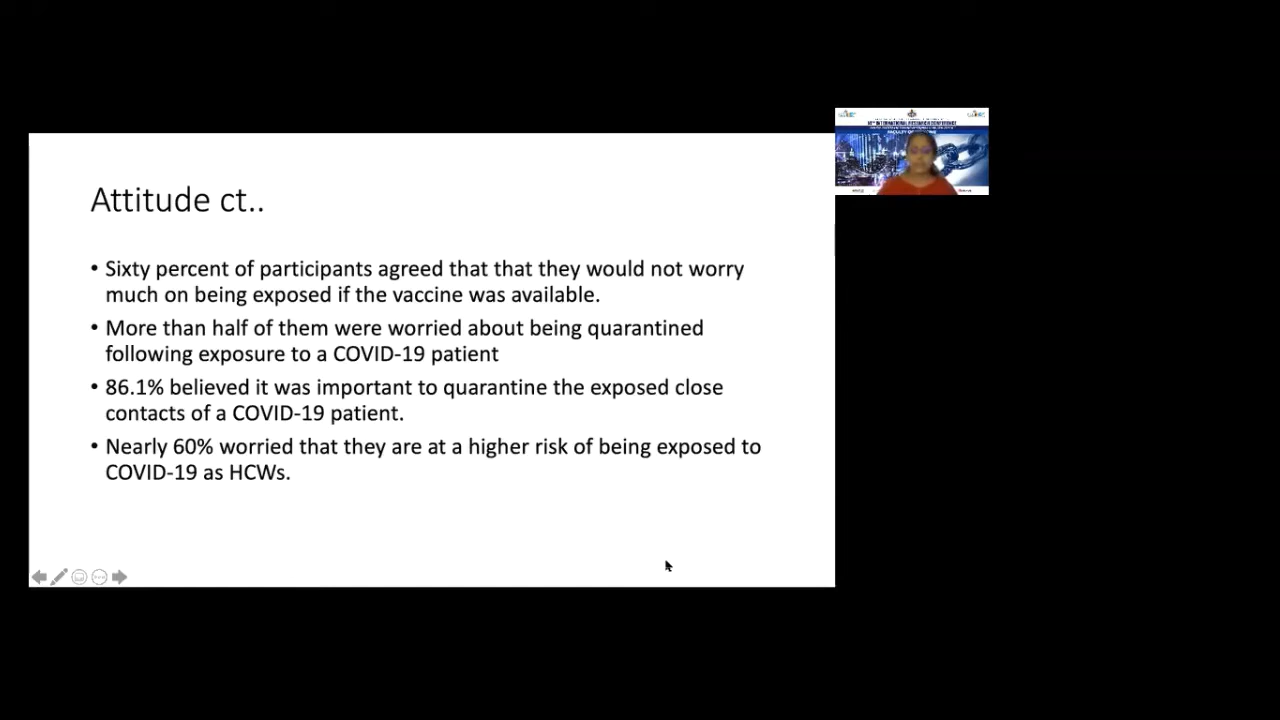 Attitude ct..
• Sixty percent of participants agreed that that they would not worry
much on being exposed if the vaccine was available.
• More than half of them were worried about being quarantined
following exposure to a COVID-19 patient
• 86.1% believed it was important to quarantine the exposed close
contacts of a COVID-19 patient.
• Nearly 60% worried that they are at a higher risk of being exposed to
COVID-19 as HCWs.
INTERNATIONAL RESEARCH CONFERENCE